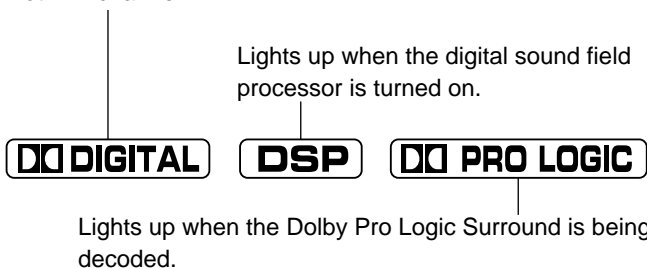 Lights up when the digital sound field
processor is turned on.
DIGITAL
DSP
PRO LOGIC
Lights up when the Dolby Pro Logic Surround is being
decoded.